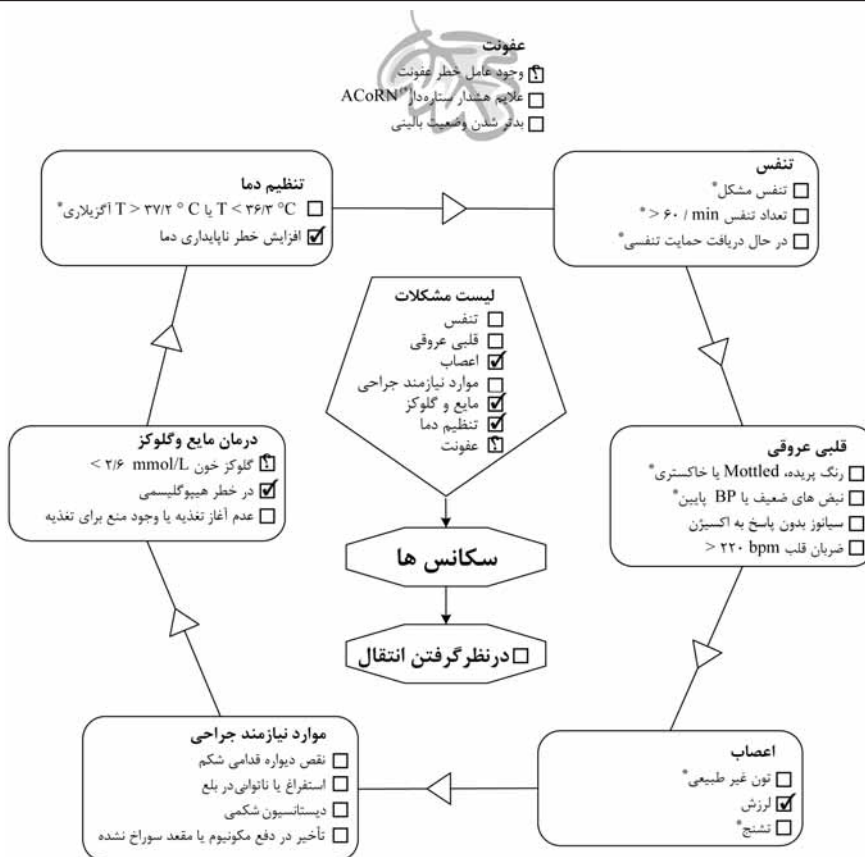 عفونت
وجود عامل خطر عفونت
علایم هشدار ستاره‌دار(*) ACoRN
بدتر شدن وضعیت بالینی
تنفس
تنفس مشکل*
تعداد تنفس ۶۰ / min < *
در حال دریافت حمایت تنفسی*
تنظیم دما
T < ۳۶/۳ °C یا T > ۳۷/۲ ° C آگزیلاری*
افزایش خطر ناپایداری دما
لیست مشکلات
تنفس
قلبی عروقی
اعصاب
موارد نیازمند جراحی
مایع و گلوکز
تنظیم دما
عفونت
سکانس ها
درنظرگرفتن انتقال
قلبی عروقی
رنگ پریده، Mottled یا خاکستری*
نبض های ضعیف یا BP پایین*
سیانوز بدون پاسخ به اکسیژن
ضربان قلب ۲۲۰ bpm <
درمان مایع وگلوکز
گلوکز خون ۲/۶ mmol/L >
در خطر هیپوگلیسمی
عدم آغاز تغذیه یا وجود منع برای تغذیه
اعصاب
تون غیر طبیعی*
لرزش
تشنج*
موارد نیازمند جراحی
نقص دیواره قدامی شکم
استفراغ یا ناتوانی در بلع
دیستانسیون شکمی
تأخیر در دفع مکونیوم یا مقعد سوراخ نشده